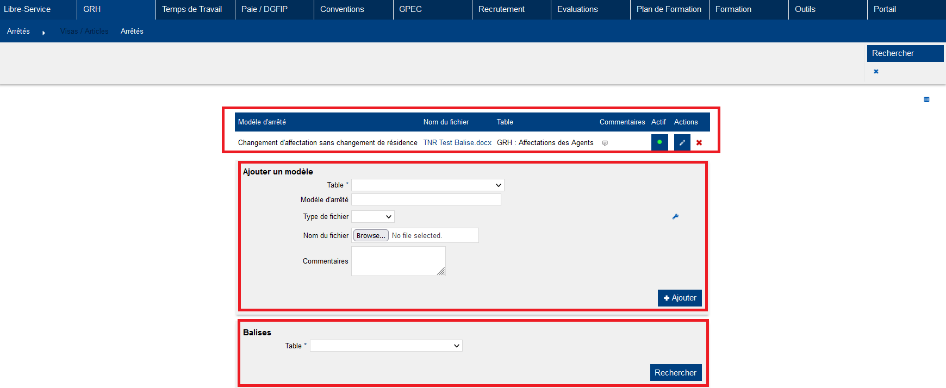 Libre Service GRH Temps de Travail Paie / DGFIP Conventions GPEC Recrutement Evaluations Plan de Formation Formation Outils Portail
Arrêtés Visas / Articles Arrêtés
Rechercher
Modèle d'arrêté Nom du fichier Table Commentaires Actif Actions
Changement d'affectation sans changement de résidence TNR Test Balise.docx GRH : Affectations des Agents
Ajouter un modèle
Table *
Modèle d'arrêté
Type de fichier
Nom du fichier Browse... No file selected.
Commentaires
Ajouter
Balises
Table *
Rechercher